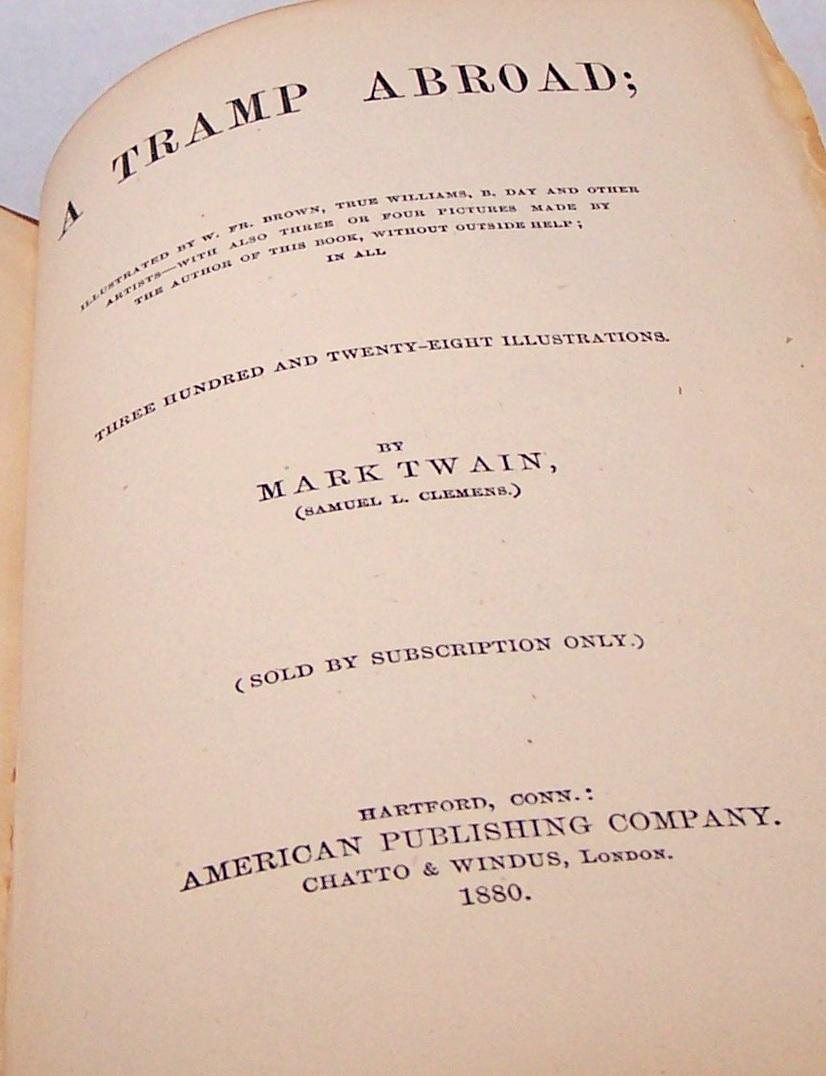 A TRAMP ABROAD;
ILLUSTRATED BY W. FR. BROWN, TRUE WILLIAMS, B. DAY AND OTHER
ARTISTS—WITH ALSO THREE OR FOUR PICTURES MADE BY
THE AUTHOR OF THIS BOOK, WITHOUT OUTSIDE HELP;
IN ALL
THREE HUNDRED AND TWENTY-EIGHT ILLUSTRATIONS.
BY
MARK TWAIN,
(SAMUEL L. CLEMENS.)
(SOLD BY SUBSCRIPTION ONLY.)
HARTFORD, CONN.:
AMERICAN PUBLISHING COMPANY.
CHATTO & WINDUS, LONDON.
1880.